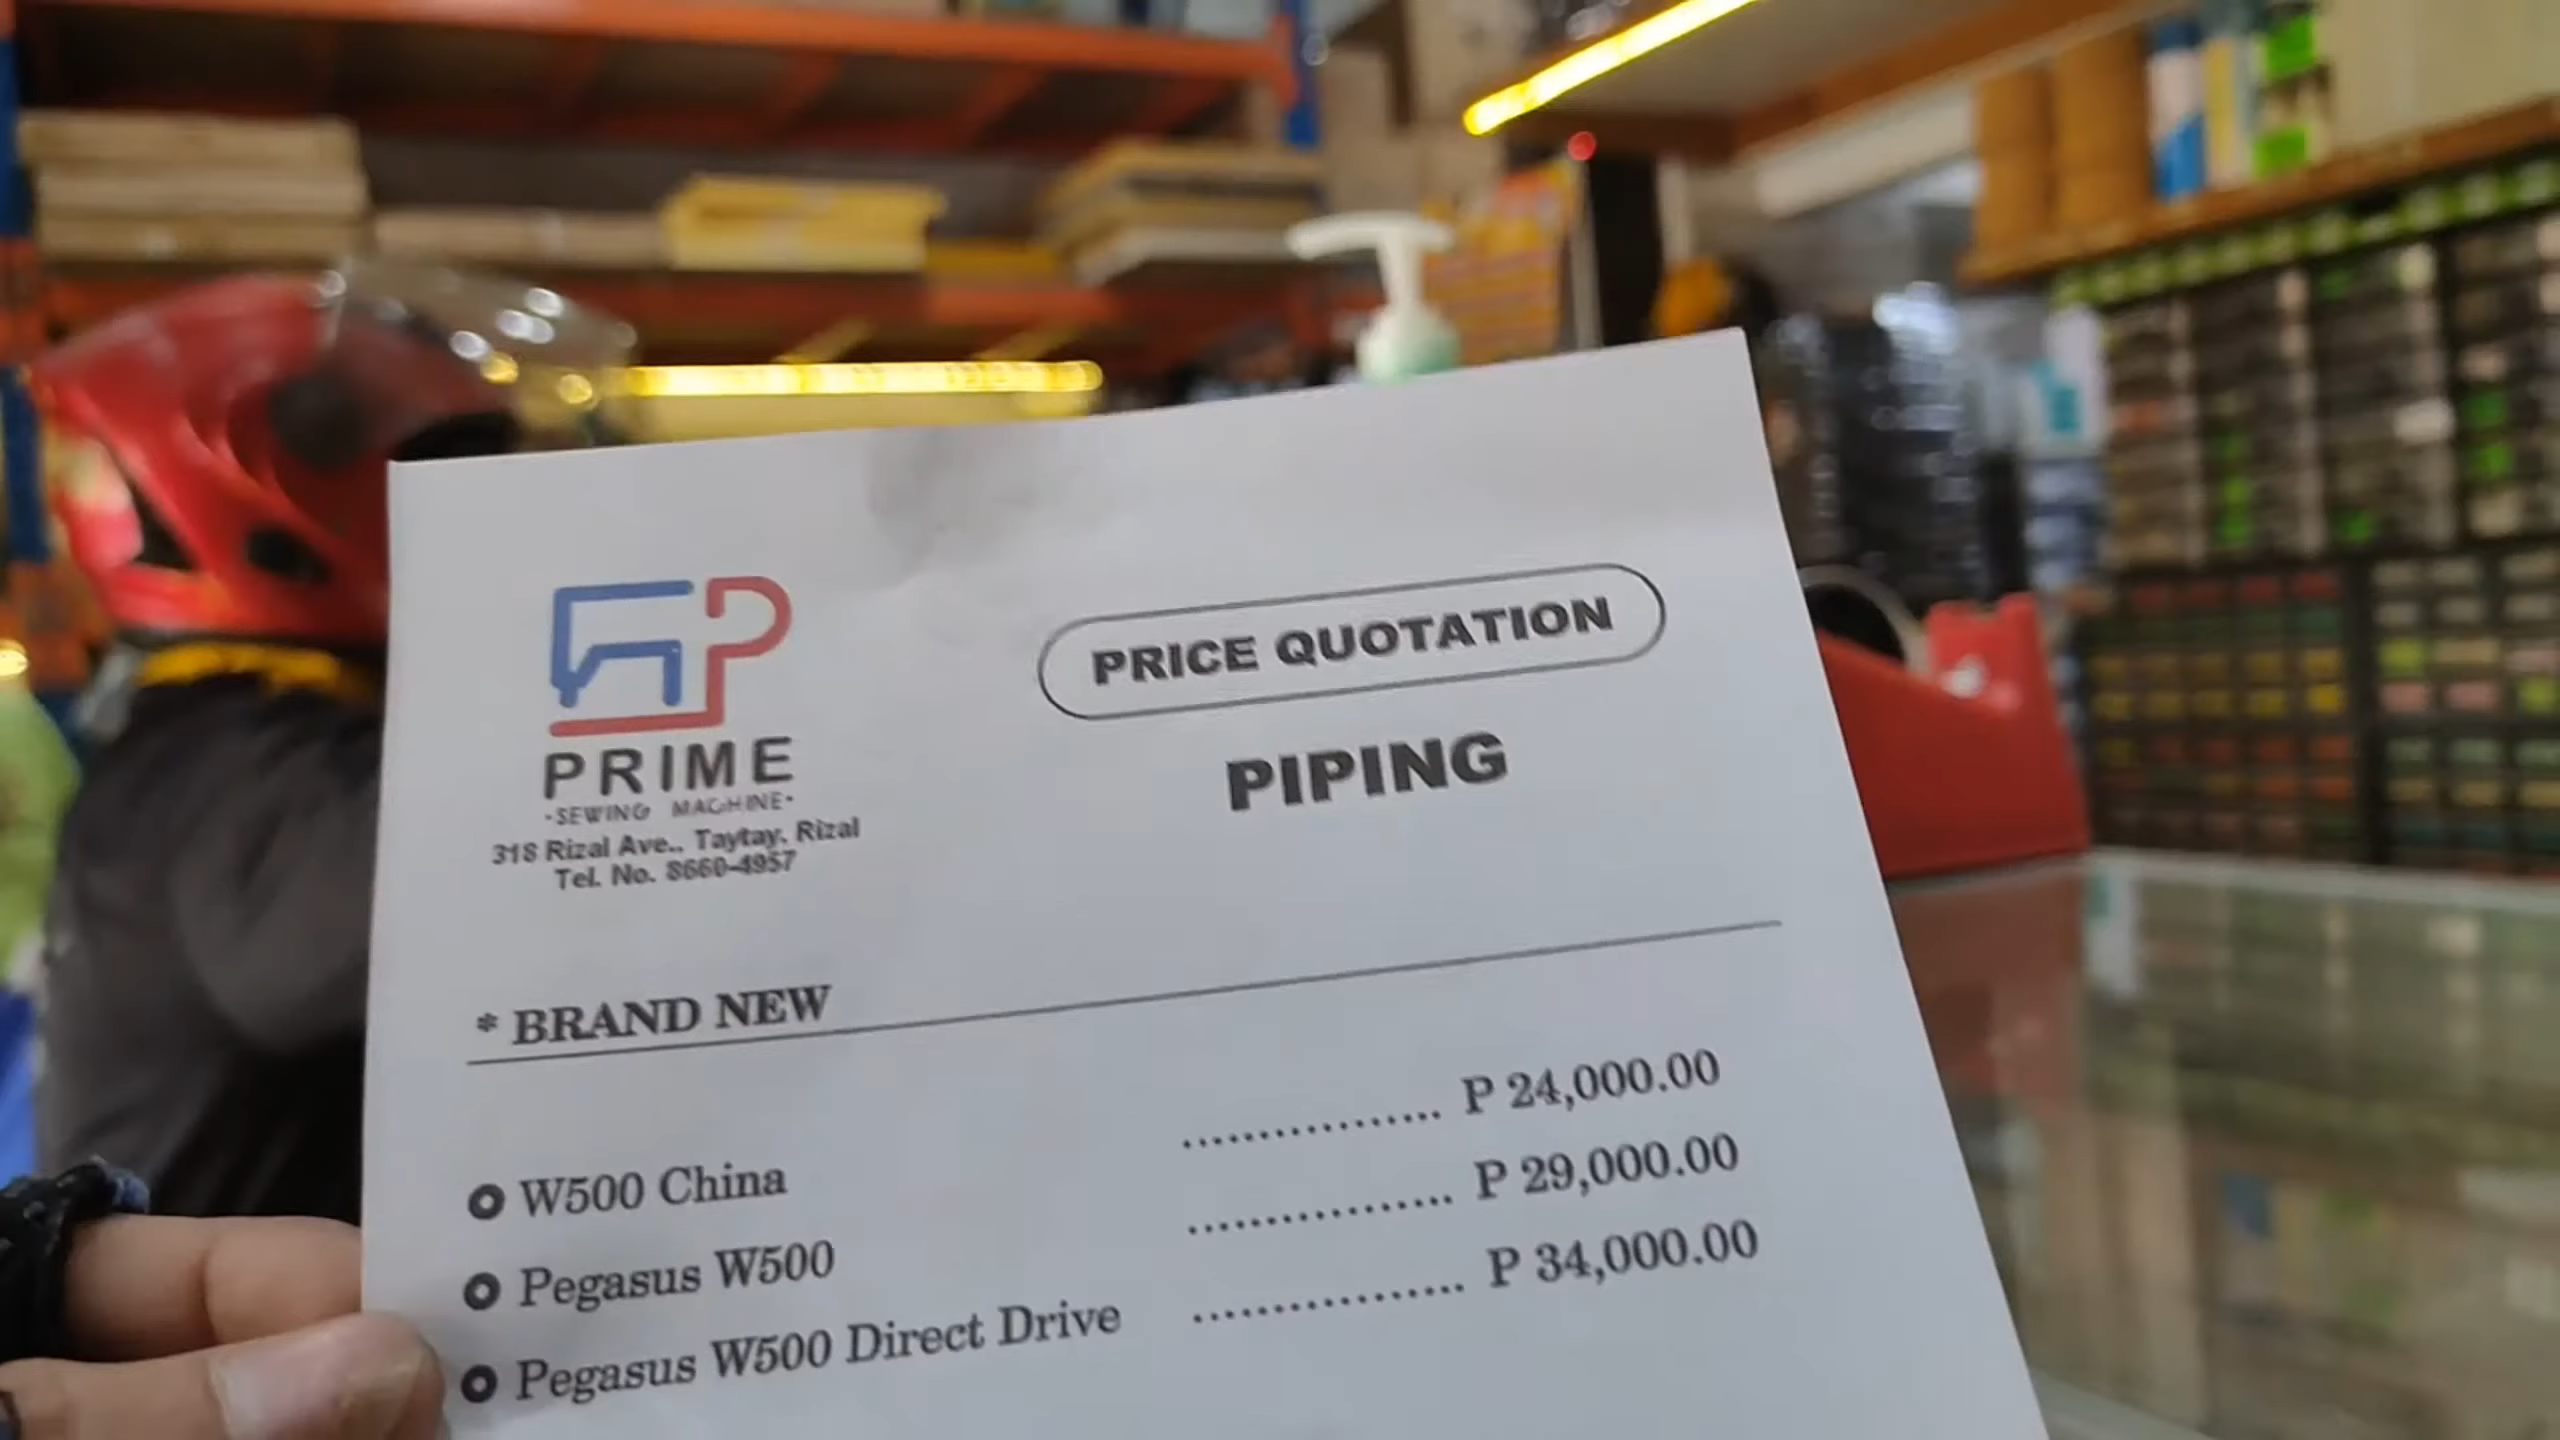 PRIME
-SEWING MACHINE-
318 Rizal Ave., Taytay, Rizal
Tel. No. 8660-4957
PRICE QUOTATION
PIPING
* BRAND NEW
W500 China ................. P 24,000.00
Pegasus W500 ................. P 29,000.00
Pegasus W500 Direct Drive ................. P 34,000.00